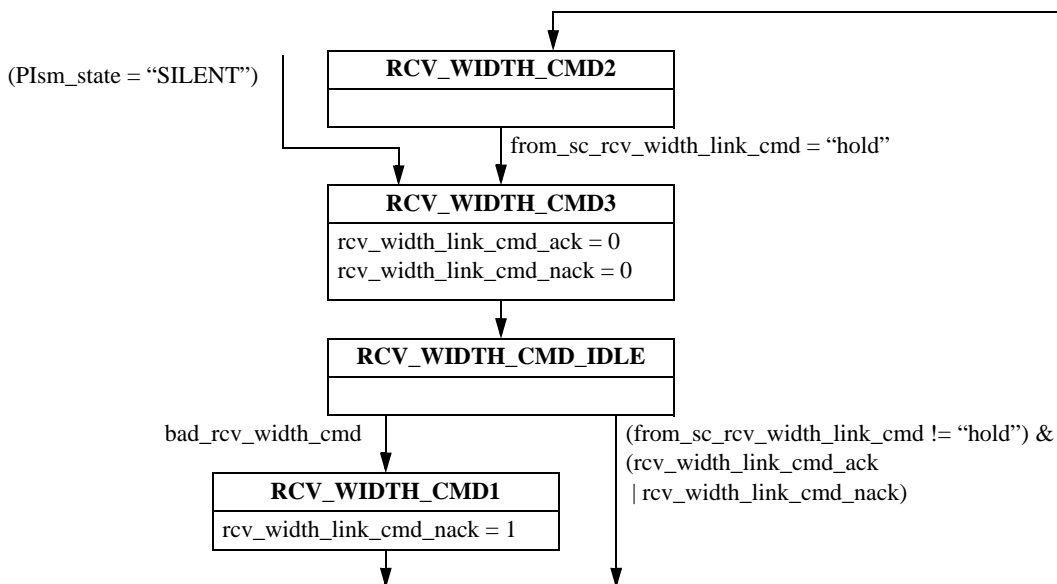 RCV_WIDTH_CMD2
(PIsm_state = “SILENT”)
from_sc_rcv_width_link_cmd = “hold”
RCV_WIDTH_CMD3
rcv_width_link_cmd_ack = 0
rcv_width_link_cmd_nack = 0
RCV_WIDTH_CMD_IDLE
bad_rcv_width_cmd
(from_sc_rcv_width_link_cmd != “hold”) &
(rcv_width_link_cmd_ack
| rcv_width_link_cmd_nack)
RCV_WIDTH_CMD1
rcv_width_link_cmd_nack = 1